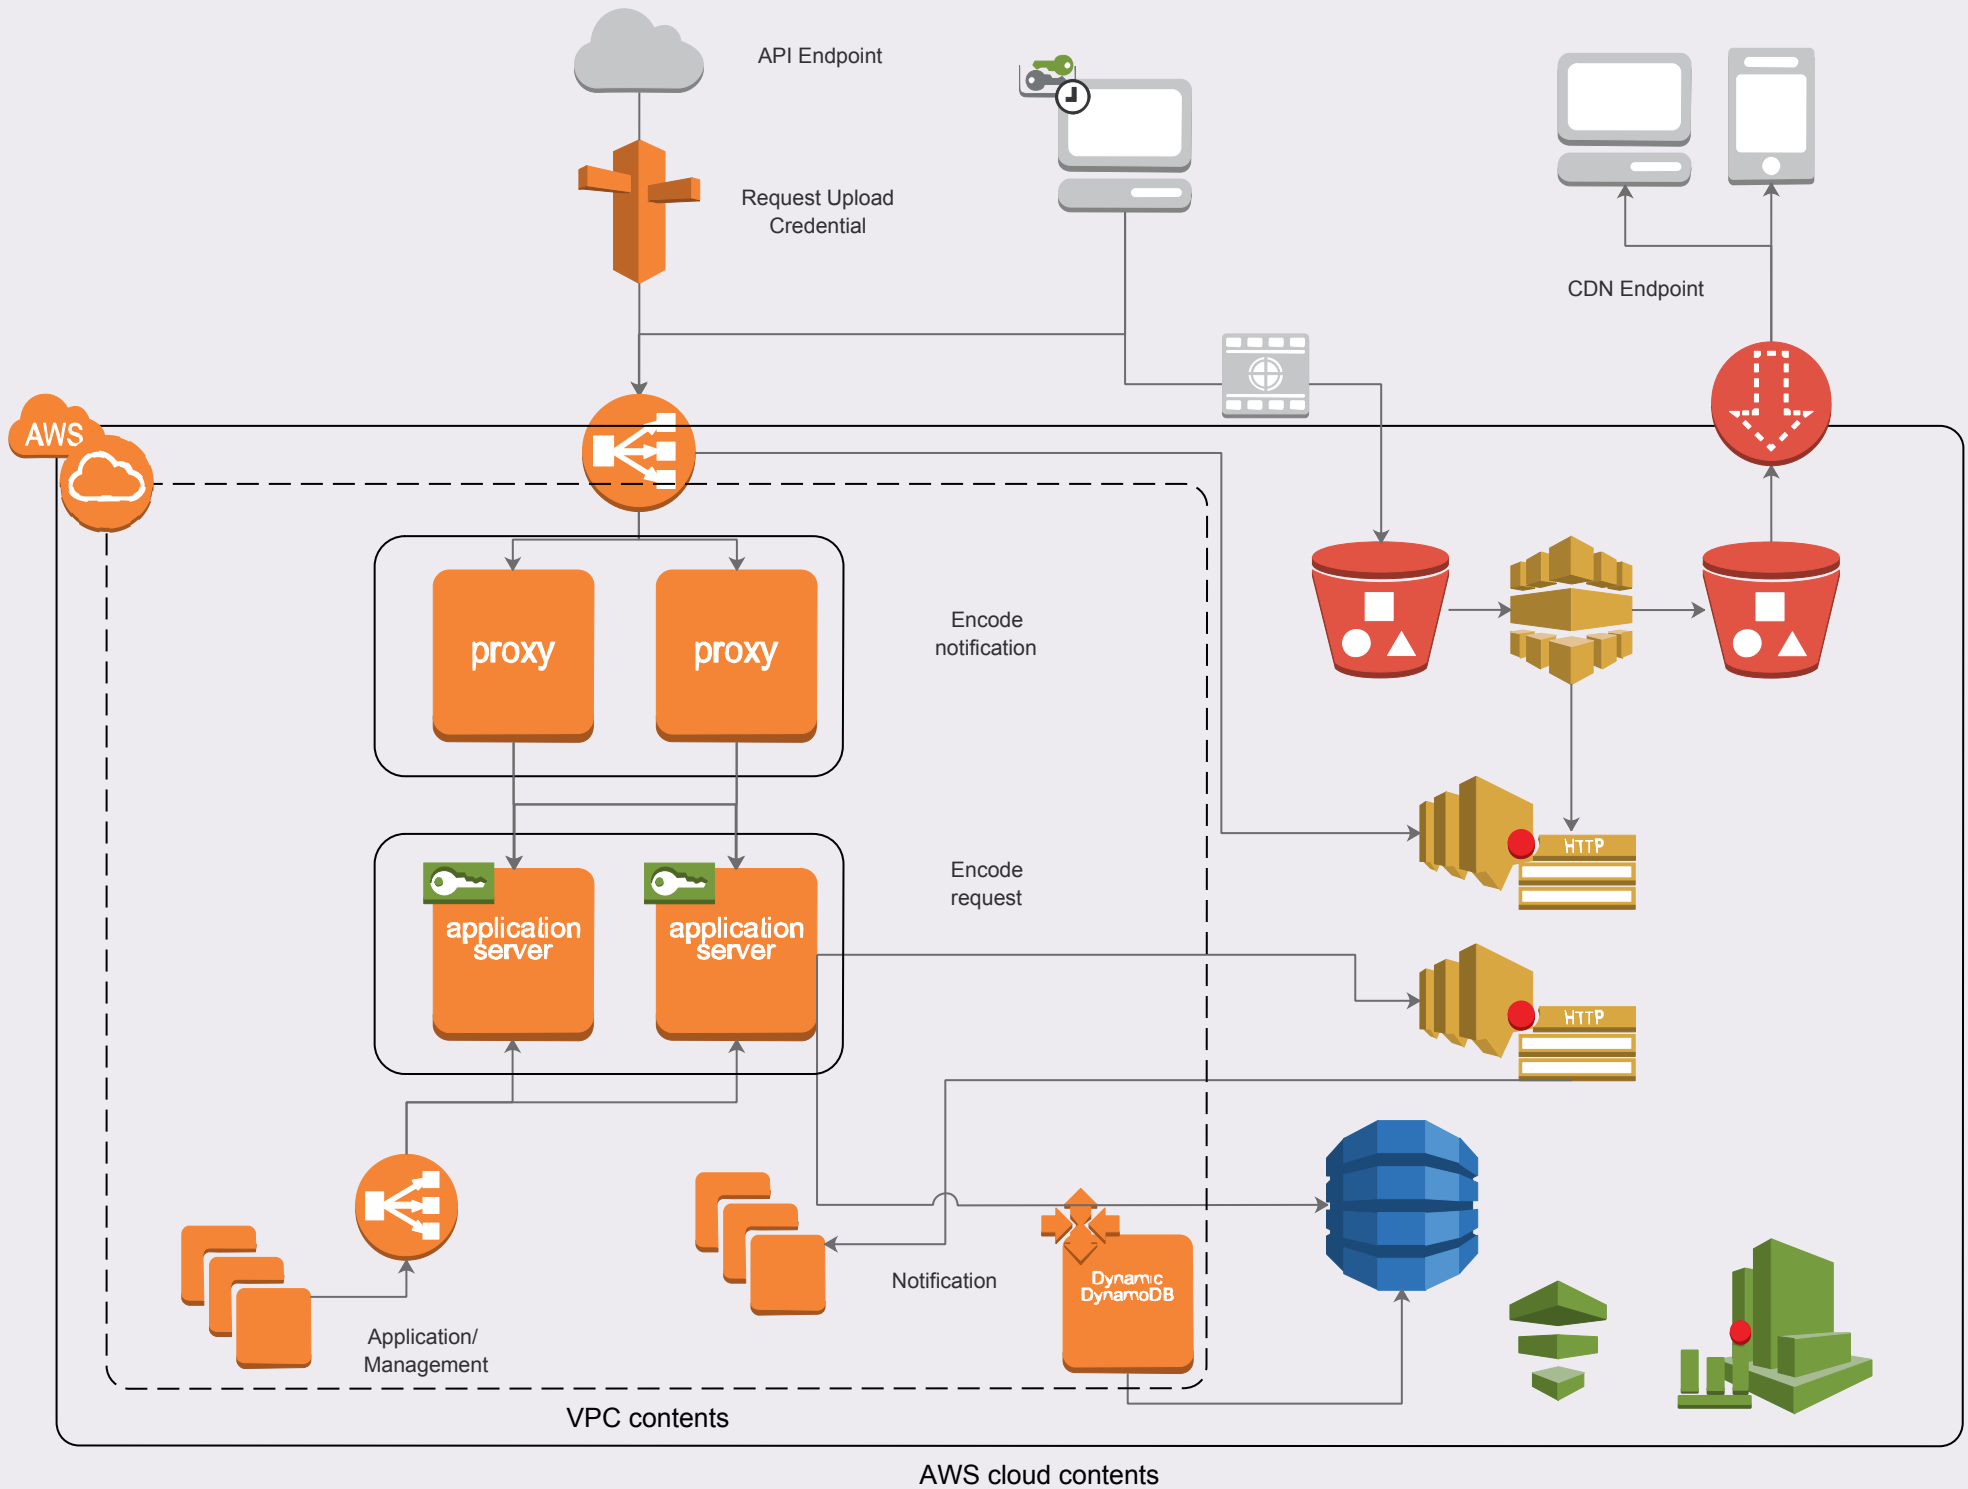 API Endpoint
Request Upload
Credential
CDN Endpoint
AWS
proxy
proxy
Encode
notification
HTTP
application
server
application
server
Encode
request
HTTP
Dynamic
DynamoDB
Notification
Application/
Management
VPC contents
AWS cloud contents